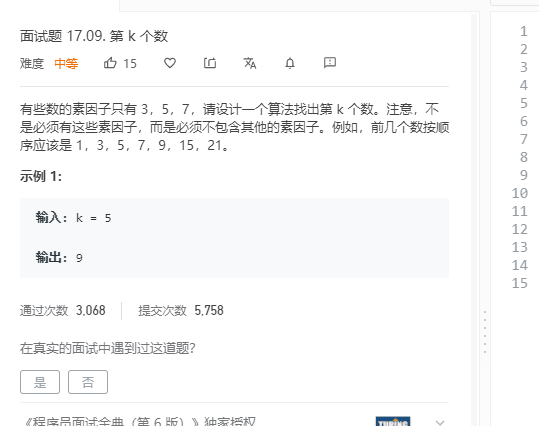 面试题 17.09. 第 k 个数
难度 中等 15
有些数的素因子只有 3，5，7，请设计一个算法找出第 k 个数。注意，不
是必须有这些素因子，而是必须不包含其他的素因子。例如，前几个数按顺
序应该是 1，3，5，7，9，15，21。
示例 1:
输入: k = 5
输出: 9
通过次数 3,068 提交次数 5,758
在真实的面试中遇到过这道题?
是 否
《程序员面试金典（第 6 版）》独家授权
1
2
3
4
5
6
7
8
9
10
11
12
13
14
15